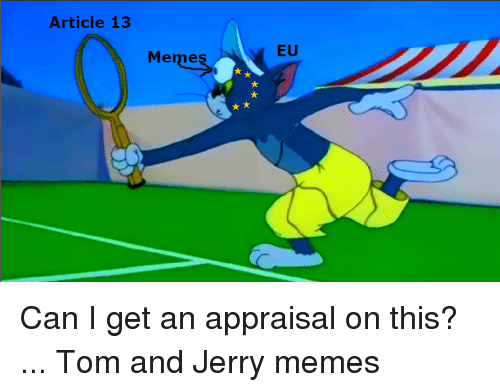 Article 13
Memes
EU
Can I get an appraisal on this?
... Tom and Jerry memes